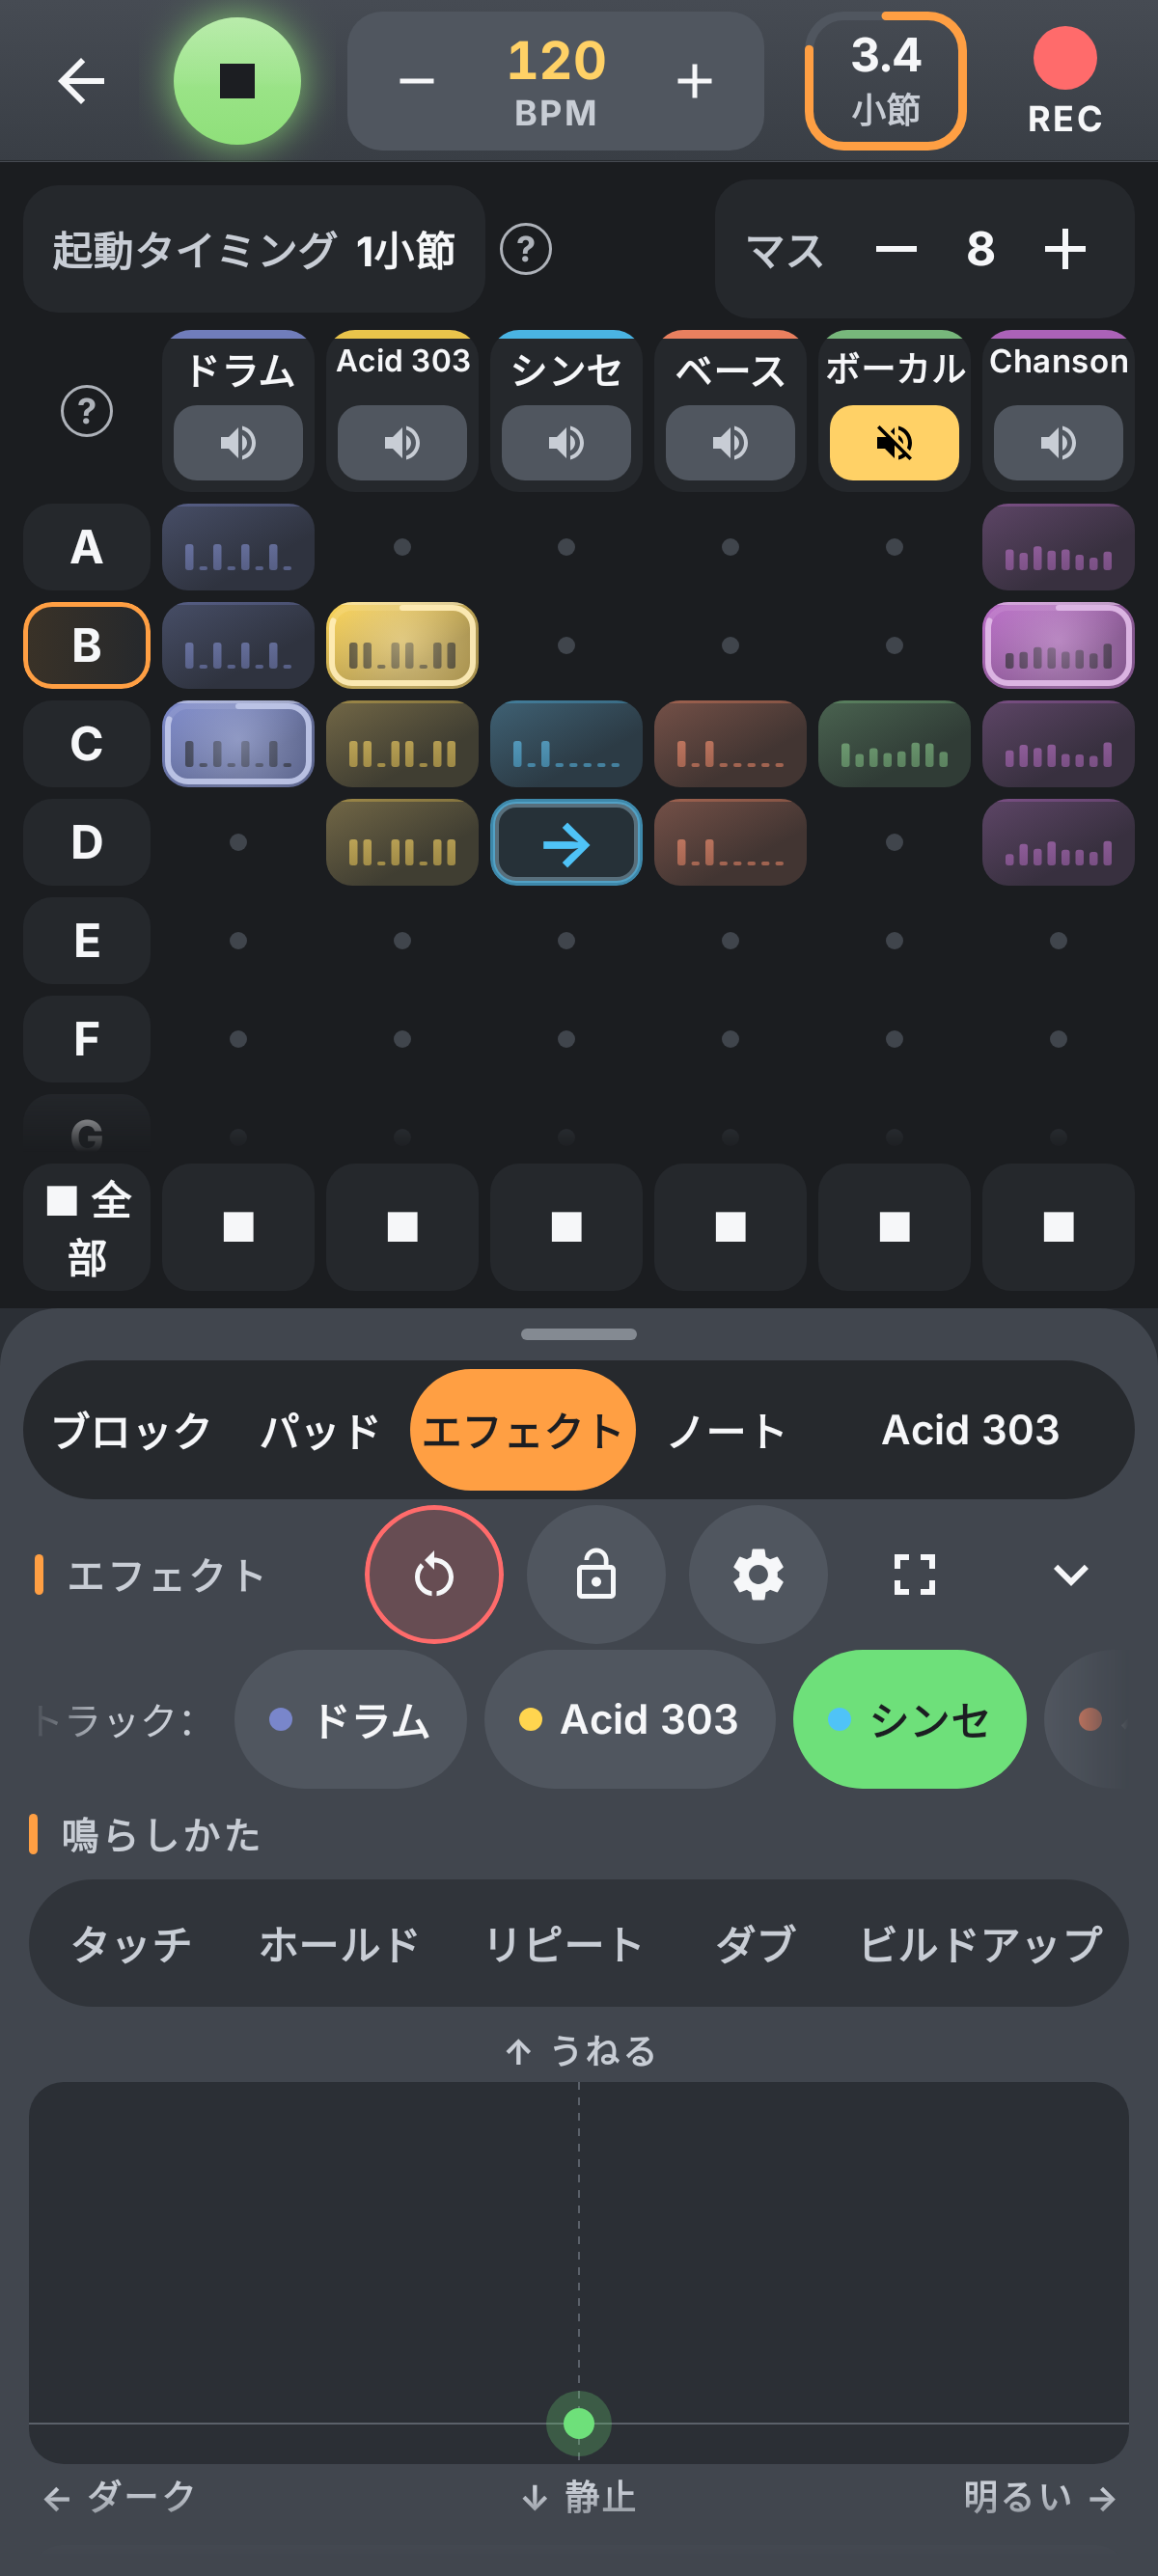 120
BPM
3.4
小節
REC
起動タイミング 1小節
?
マス
8
?
ドラム
Acid 303
シンセ
ベース
ボーカル
Chanson
A
B
C
D
E
F
G
全部
ブロック
パッド
エフェクト
ノート
Acid 303
エフェクト
トラック:
ドラム
Acid 303
シンセ
鳴らしかた
タッチ
ホールド
リピート
ダブ
ビルドアップ
↑ うねる
← ダーク
↓ 静止
明るい →